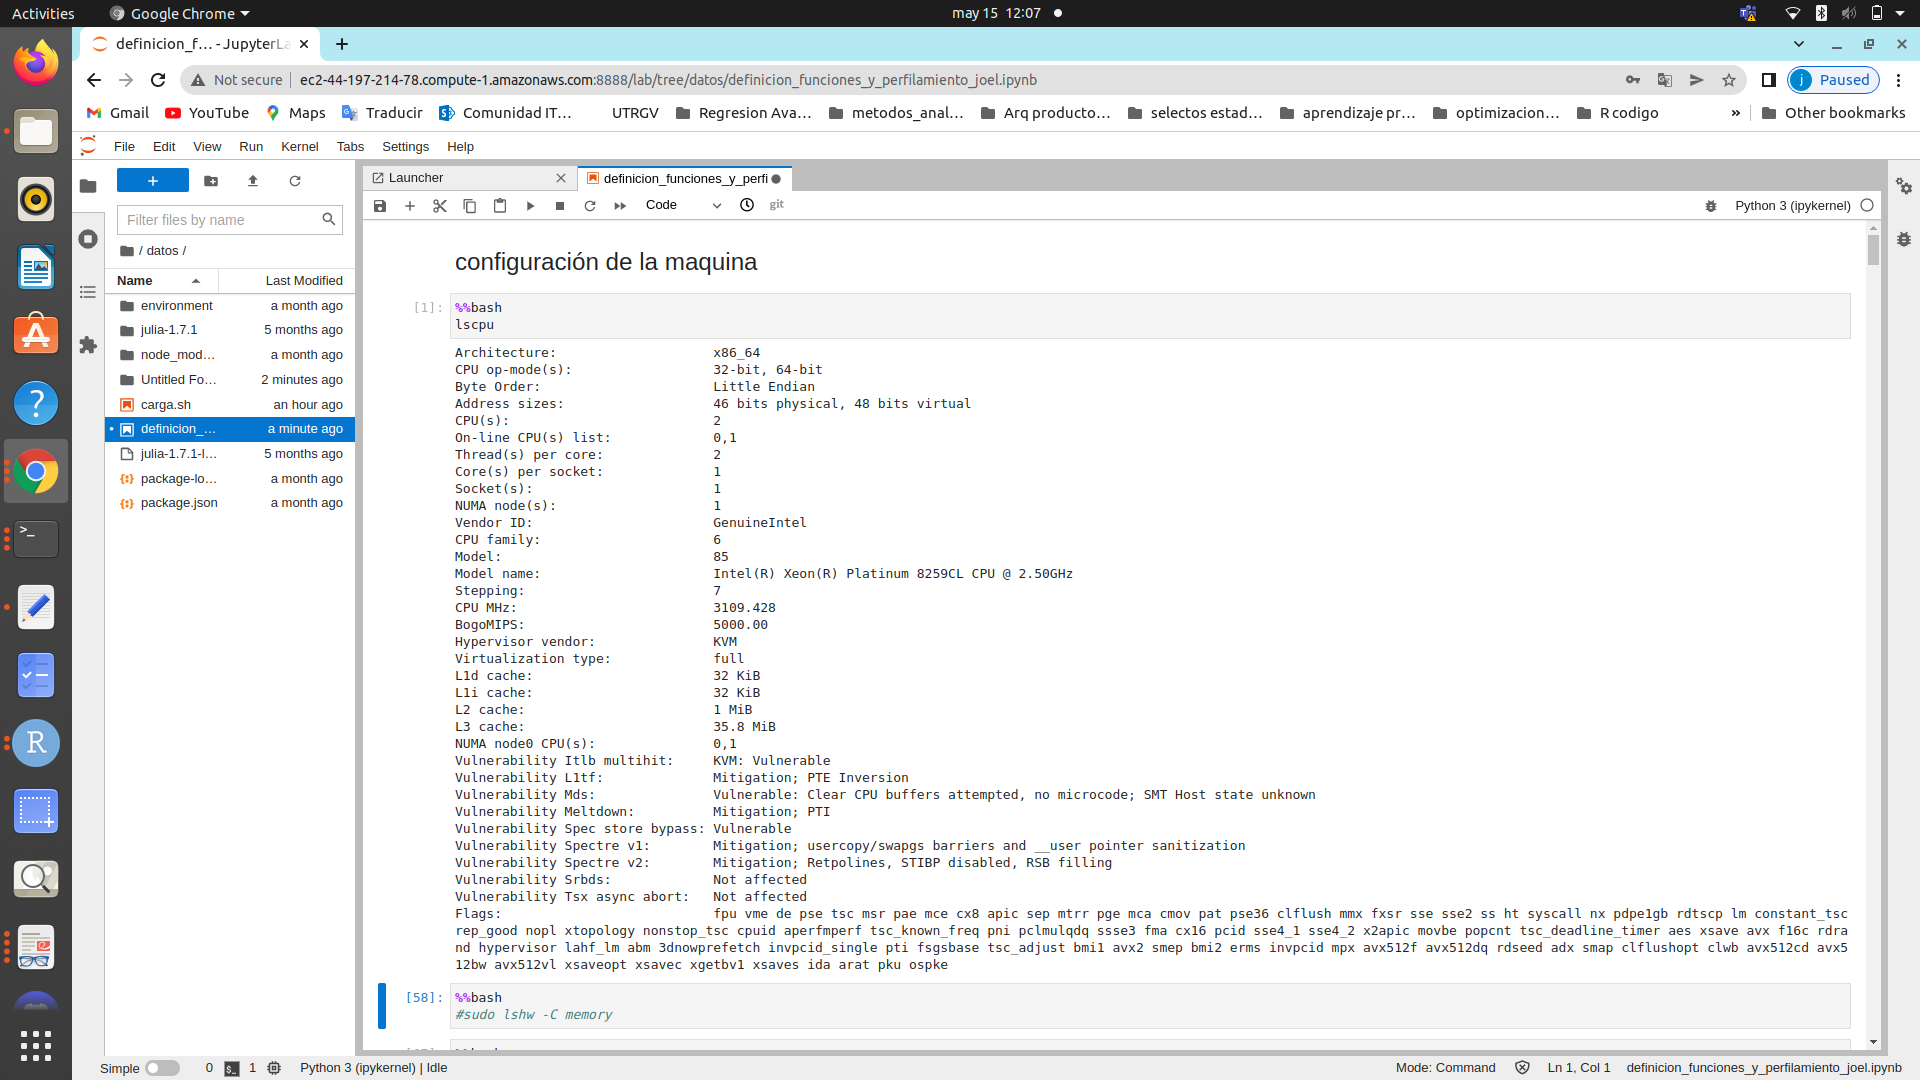 Activities
Google Chrome
may 15 12:07
definicion_f… - JupyterLa
Not secure
ec2-44-197-214-78.compute-1.amazonaws.com:8888/lab/tree/datos/definicion_funciones_y_perfilamiento_joel.ipynb
j
Paused
Gmail
YouTube
Maps
Traducir
Comunidad IT…
UTRGV
Regresion Ava…
metodos_anal…
Arq producto…
selectos estad…
aprendizaje pr…
optimizacion…
R codigo
»
Other bookmarks
File
Edit
View
Run
Kernel
Tabs
Settings
Help
Launcher
definicion_funciones_y_perfi
Filter files by name
/ datos /
Name
Last Modified
environment a month ago
julia-1.7.1 5 months ago
node_mod… a month ago
Untitled Fo… 2 minutes ago
carga.sh an hour ago
definicion_… a minute ago
julia-1.7.1-l… 5 months ago
package-lo… a month ago
package.json a month ago
Code
git
Python 3 (ipykernel)
configuración de la maquina
[1]:
%%bash
lscpu
Architecture: x86_64
CPU op-mode(s): 32-bit, 64-bit
Byte Order: Little Endian
Address sizes: 46 bits physical, 48 bits virtual
CPU(s): 2
On-line CPU(s) list: 0,1
Thread(s) per core: 2
Core(s) per socket: 1
Socket(s): 1
NUMA node(s): 1
Vendor ID: GenuineIntel
CPU family: 6
Model: 85
Model name: Intel(R) Xeon(R) Platinum 8259CL CPU @ 2.50GHz
Stepping: 7
CPU MHz: 3109.428
BogoMIPS: 5000.00
Hypervisor vendor: KVM
Virtualization type: full
L1d cache: 32 KiB
L1i cache: 32 KiB
L2 cache: 1 MiB
L3 cache: 35.8 MiB
NUMA node0 CPU(s): 0,1
Vulnerability Itlb multihit: KVM: Vulnerable
Vulnerability L1tf: Mitigation; PTE Inversion
Vulnerability Mds: Vulnerable: Clear CPU buffers attempted, no microcode; SMT Host state unknown
Vulnerability Meltdown: Mitigation; PTI
Vulnerability Spec store bypass: Vulnerable
Vulnerability Spectre v1: Mitigation; usercopy/swapgs barriers and __user pointer sanitization
Vulnerability Spectre v2: Mitigation; Retpolines, STIBP disabled, RSB filling
Vulnerability Srbds: Not affected
Vulnerability Tsx async abort: Not affected
Flags: fpu vme de pse tsc msr pae mce cx8 apic sep mtrr pge mca cmov pat pse36 clflush mmx fxsr sse sse2 ss ht syscall nx pdpe1gb rdtscp lm constant_tsc
rep_good nopl xtopology nonstop_tsc cpuid aperfmperf tsc_known_freq pni pclmulqdq ssse3 fma cx16 pcid sse4_1 sse4_2 x2apic movbe popcnt tsc_deadline_timer aes xsave avx f16c rdra
nd hypervisor lahf_lm abm 3dnowprefetch invpcid_single pti fsgsbase tsc_adjust bmi1 avx2 smep bmi2 erms invpcid mpx avx512f avx512dq rdseed adx smap clflushopt clwb avx512cd avx5
12bw avx512vl xsaveopt xsavec xgetbv1 xsaves ida arat pku ospke
[58]:
%%bash
#sudo lshw -C memory
Simple
0
1
Python 3 (ipykernel) | Idle
Mode: Command
Ln 1, Col 1
definicion_funciones_y_perfilamiento_joel.ipynb